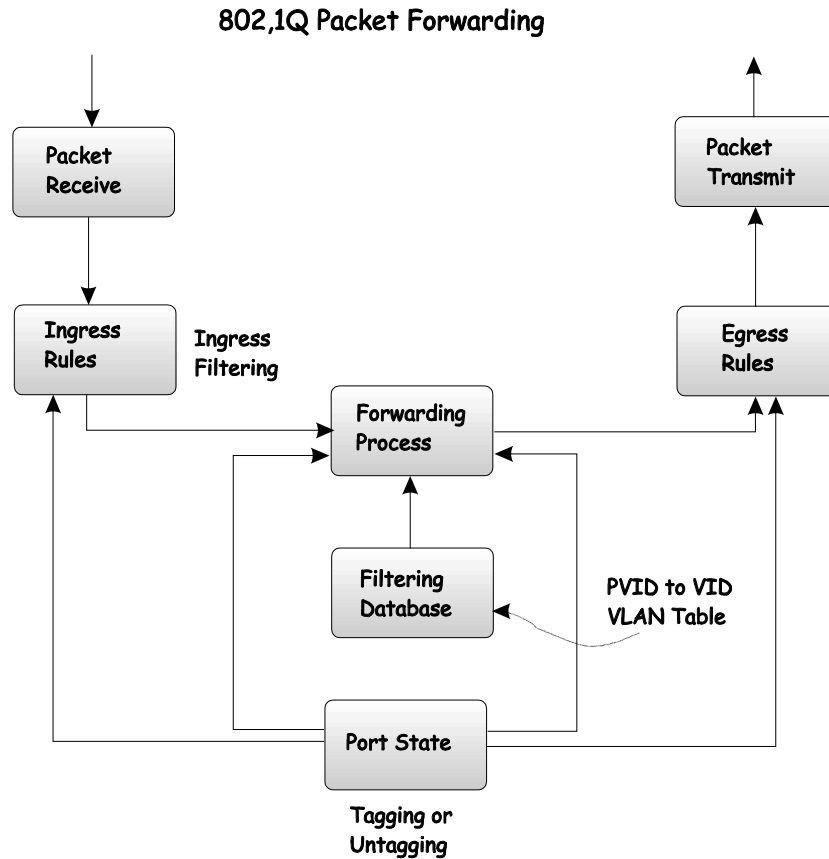 802,1Q Packet Forwarding
Packet
Receive
Packet
Transmit
Ingress
Rules
Ingress
Filtering
Egress
Rules
Forwarding
Process
Filtering
Database
PVID to VID
VLAN Table
Port State
Tagging or
Untagging